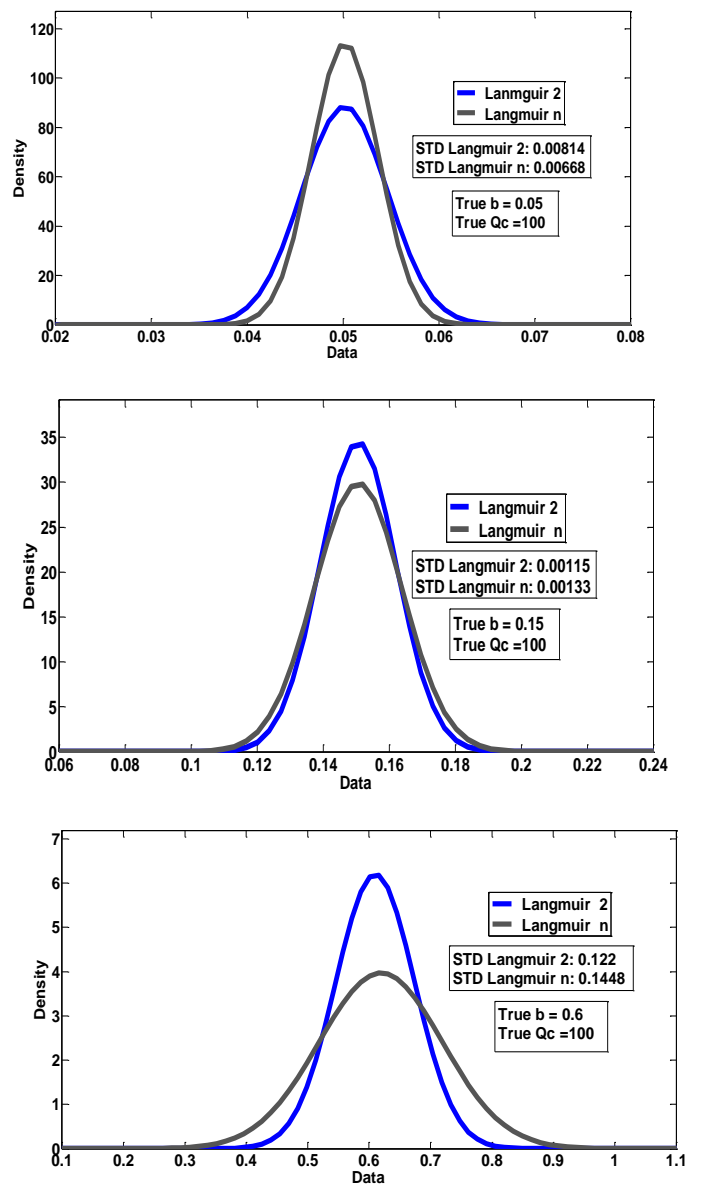 120
100
80
60
40
20
0
Density
Lanmguir 2
Langmuir n
STD Langmuir 2: 0.00814
STD Langmuir n: 0.00668
True b = 0.05
True Qc =100
0.02 0.03 0.04 0.05 0.06 0.07 0.08
Data
35
30
25
20
15
10
5
0
Density
Langmuir 2
Langmuir n
STD Langmuir 2: 0.00115
STD Langmuir n: 0.00133
True b = 0.15
True Qc =100
0.06 0.08 0.1 0.12 0.14 0.16 0.18 0.2 0.22 0.24
Data
7
6
5
4
3
2
1
0
Density
Langmuir 2
Langmuir n
STD Langmuir 2: 0.122
STD Langmuir n: 0.1448
True b = 0.6
True Qc =100
0.1 0.2 0.3 0.4 0.5 0.6 0.7 0.8 0.9 1 1.1
Data